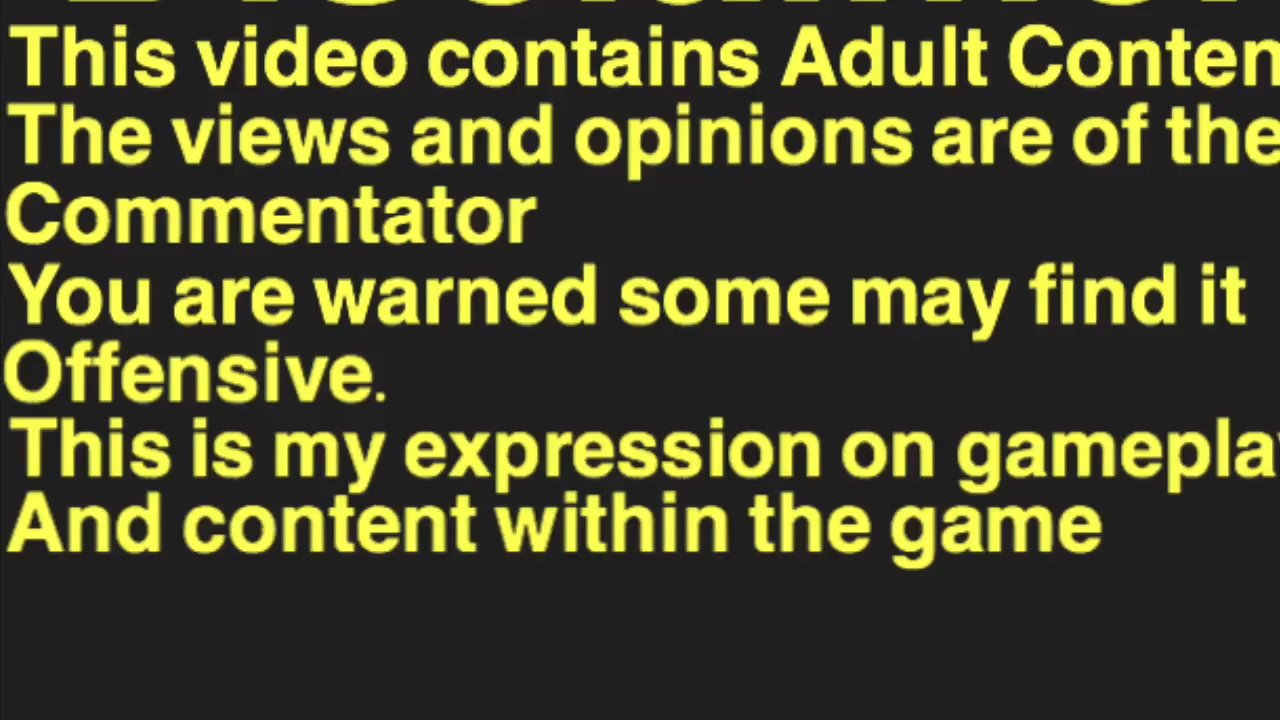 This video contains Adult Conten
The views and opinions are of the
Commentator
You are warned some may find it
Offensive.
This is my expression on gamepla
And content within the game